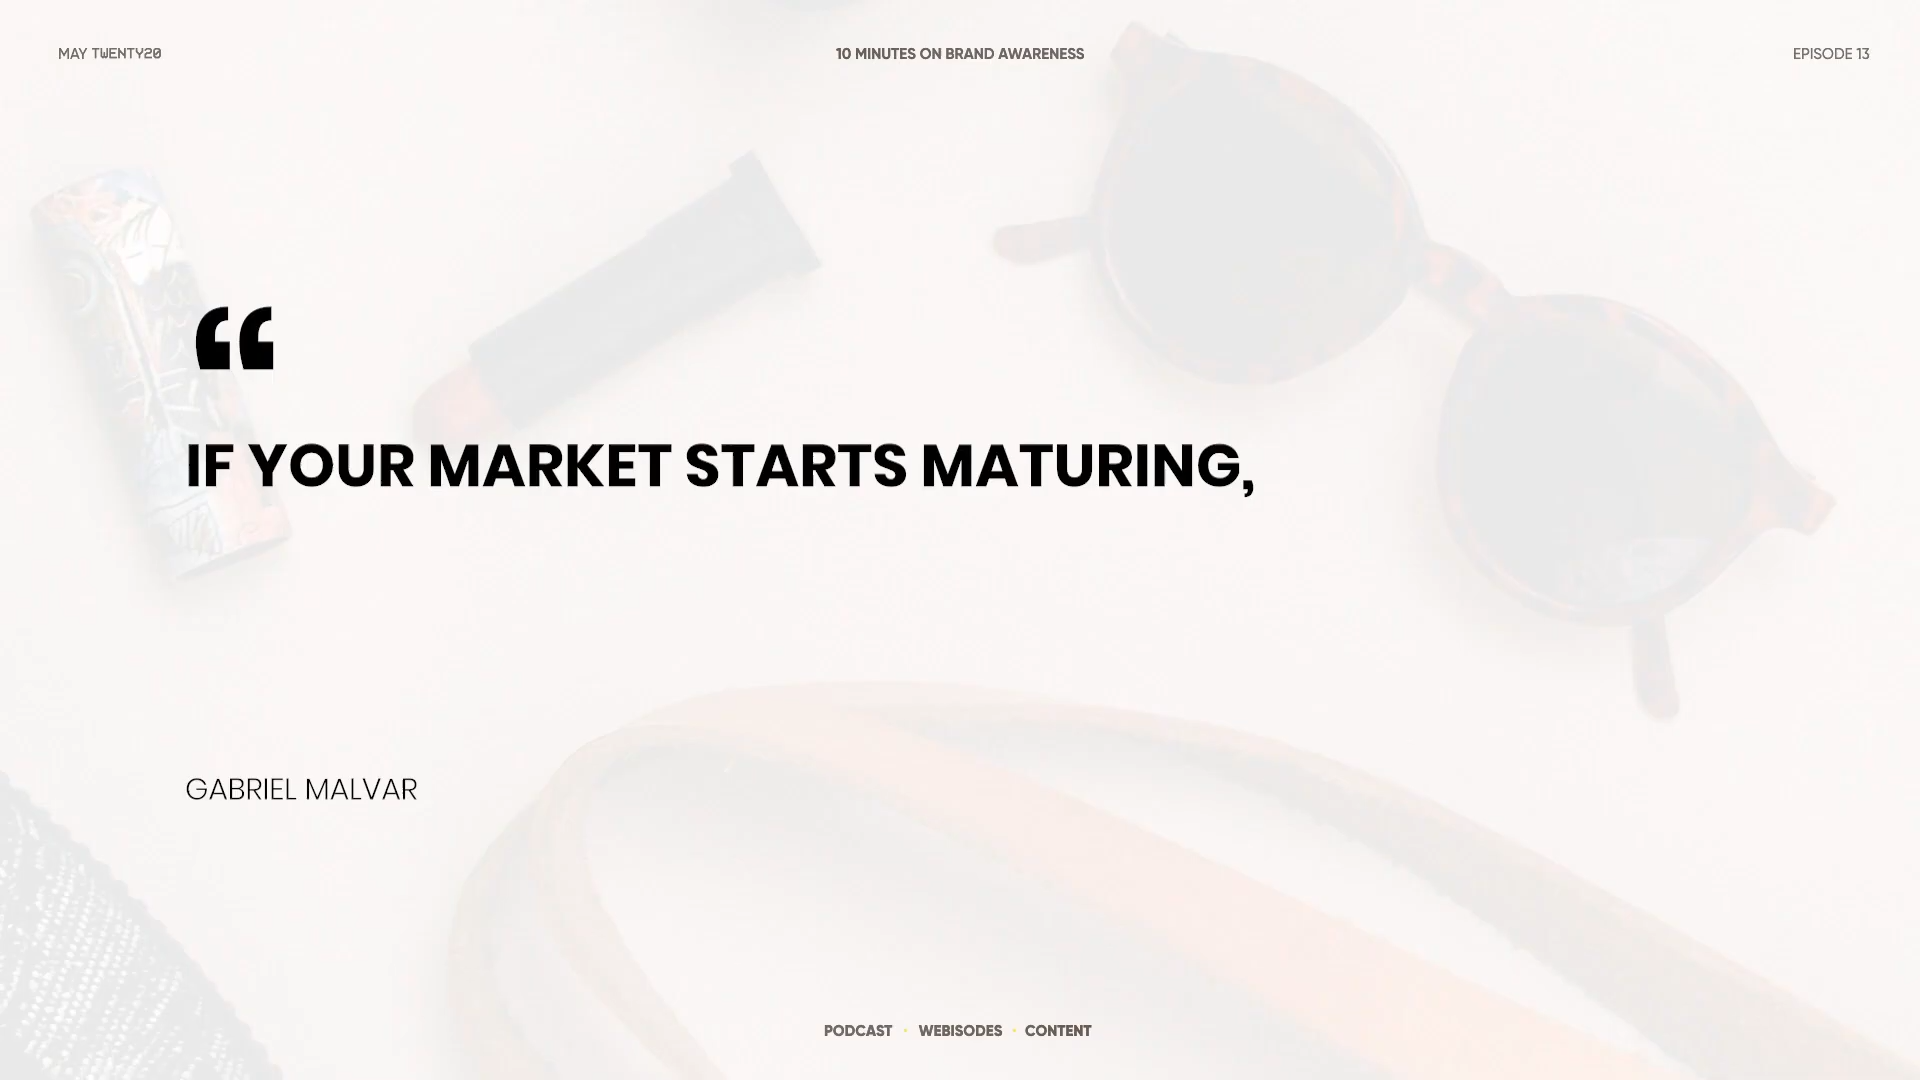 MAY TWENTY20
10 MINUTES ON BRAND AWARENESS
EPISODE 13
“
IF YOUR MARKET STARTS MATURING,
GABRIEL MALVAR
PODCAST • WEBISODES • CONTENT